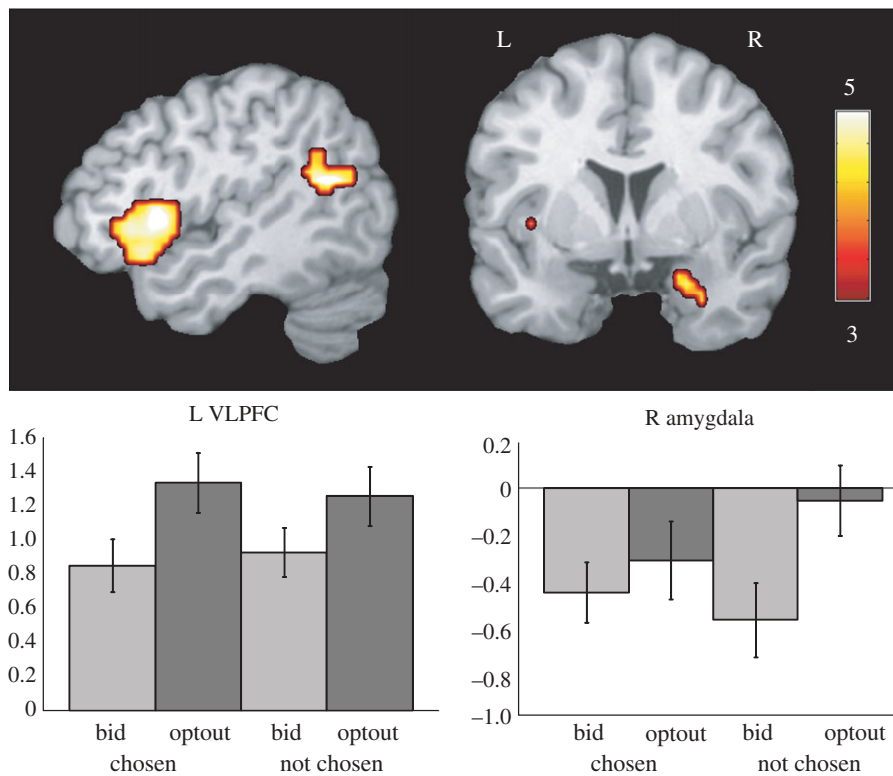 L R
5
3
L VLPFC
1.6
1.4
1.2
1.0
0.8
0.6
0.4
0.2
0
bid optout bid optout
chosen not chosen
R amygdala
0.2
0
–0.2
–0.4
–0.6
–0.8
–1.0
bid optout bid optout
chosen not chosen